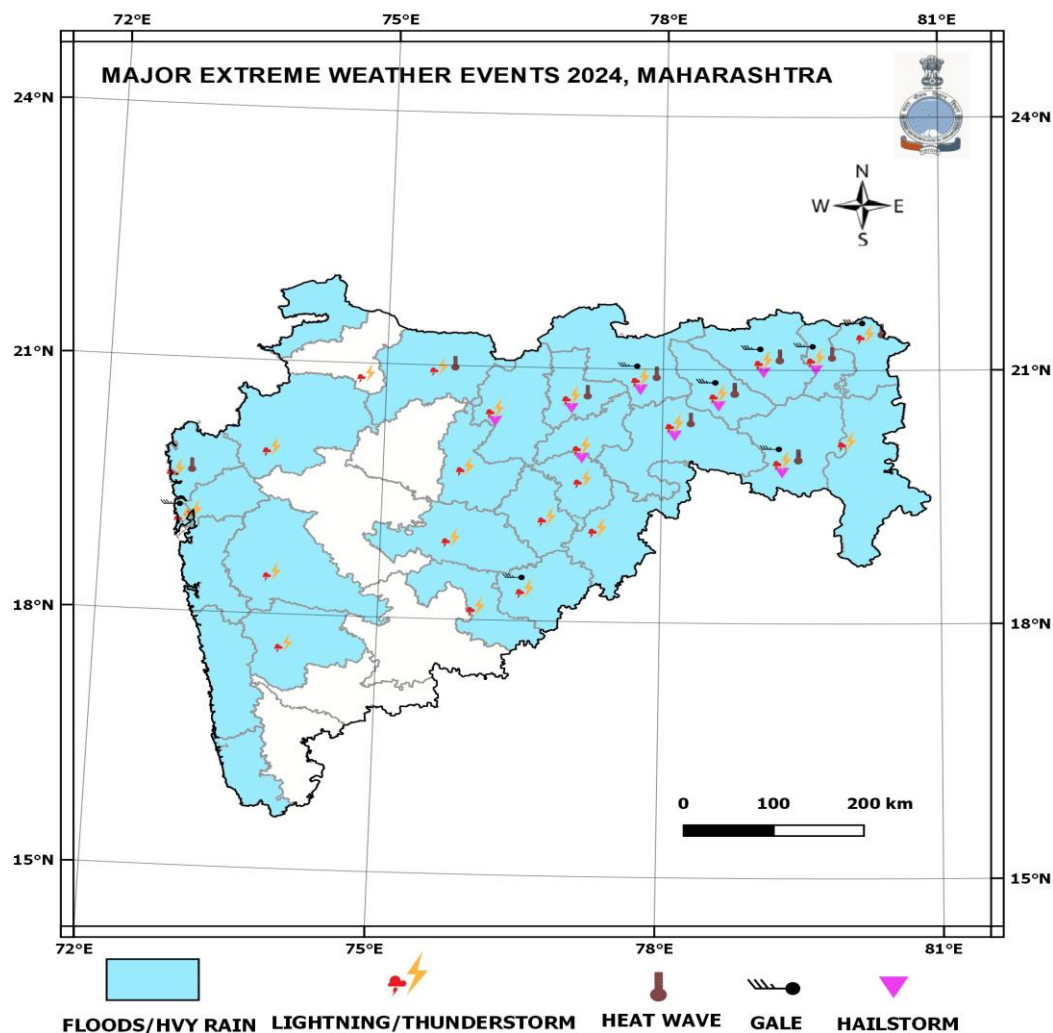 72°E 75°E 78°E 81°E
MAJOR EXTREME WEATHER EVENTS 2024, MAHARASHTRA
24°N 24°N
N
W E
S
21°N 21°N
18°N 18°N
0 100 200 km
15°N 15°N
72°E 75°E 78°E 81°E
FLOODS/HVY RAIN LIGHTNING/THUNDERSTORM HEAT WAVE GALE HAILSTORM